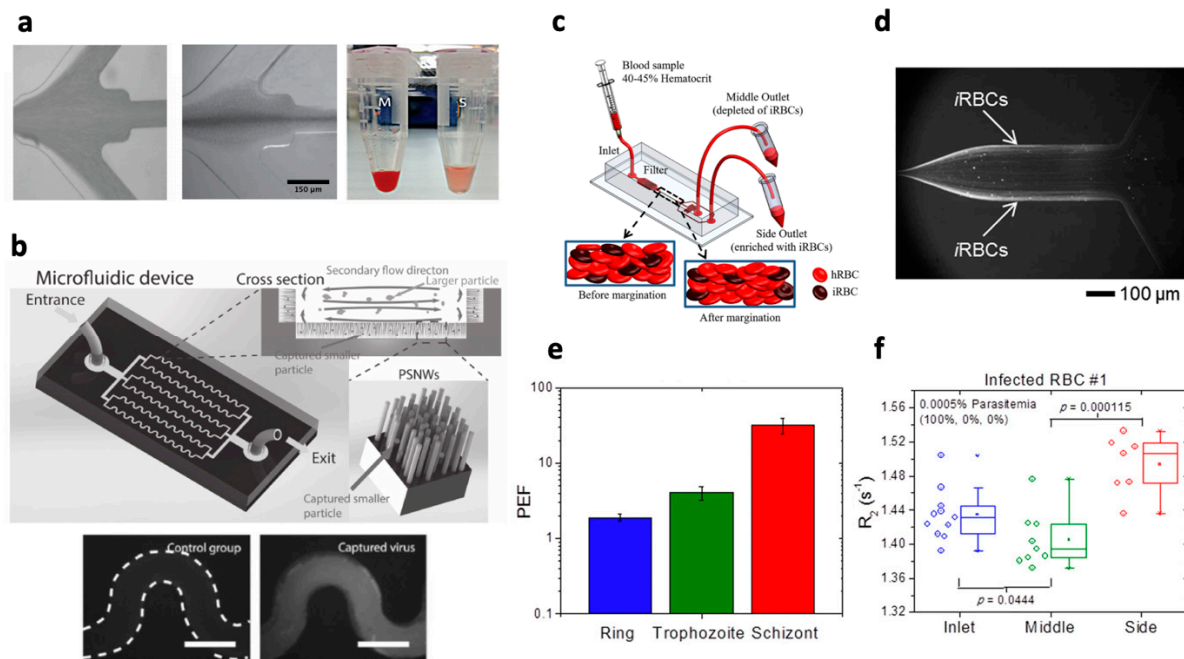 a
M
S
150 µm
b
Microfluidic device
Entrance
Exit
Cross section
Secondary flow directon
Larger particle
Captured smaller
particle
PSNWs
Captured smaller
particle
Control group
Captured virus
c
Blood sample
40-45% Hematocrit
Inlet
Filter
Middle Outlet
(depleted of iRBCs)
Side Outlet
(enriched with iRBCs)
Before margination
After margination
hRBC
iRBC
d
iRBCs
iRBCs
100 µm
e
PEF
100
10
1
0.1
Ring Trophozoite Schizont
f
Infected RBC #1
0.0005% Parasitemia
(100%, 0%, 0%)
p = 0.000115
p = 0.0444
R2 (s-1)
1.56
1.52
1.48
1.44
1.40
1.36
1.32
Inlet Middle Side